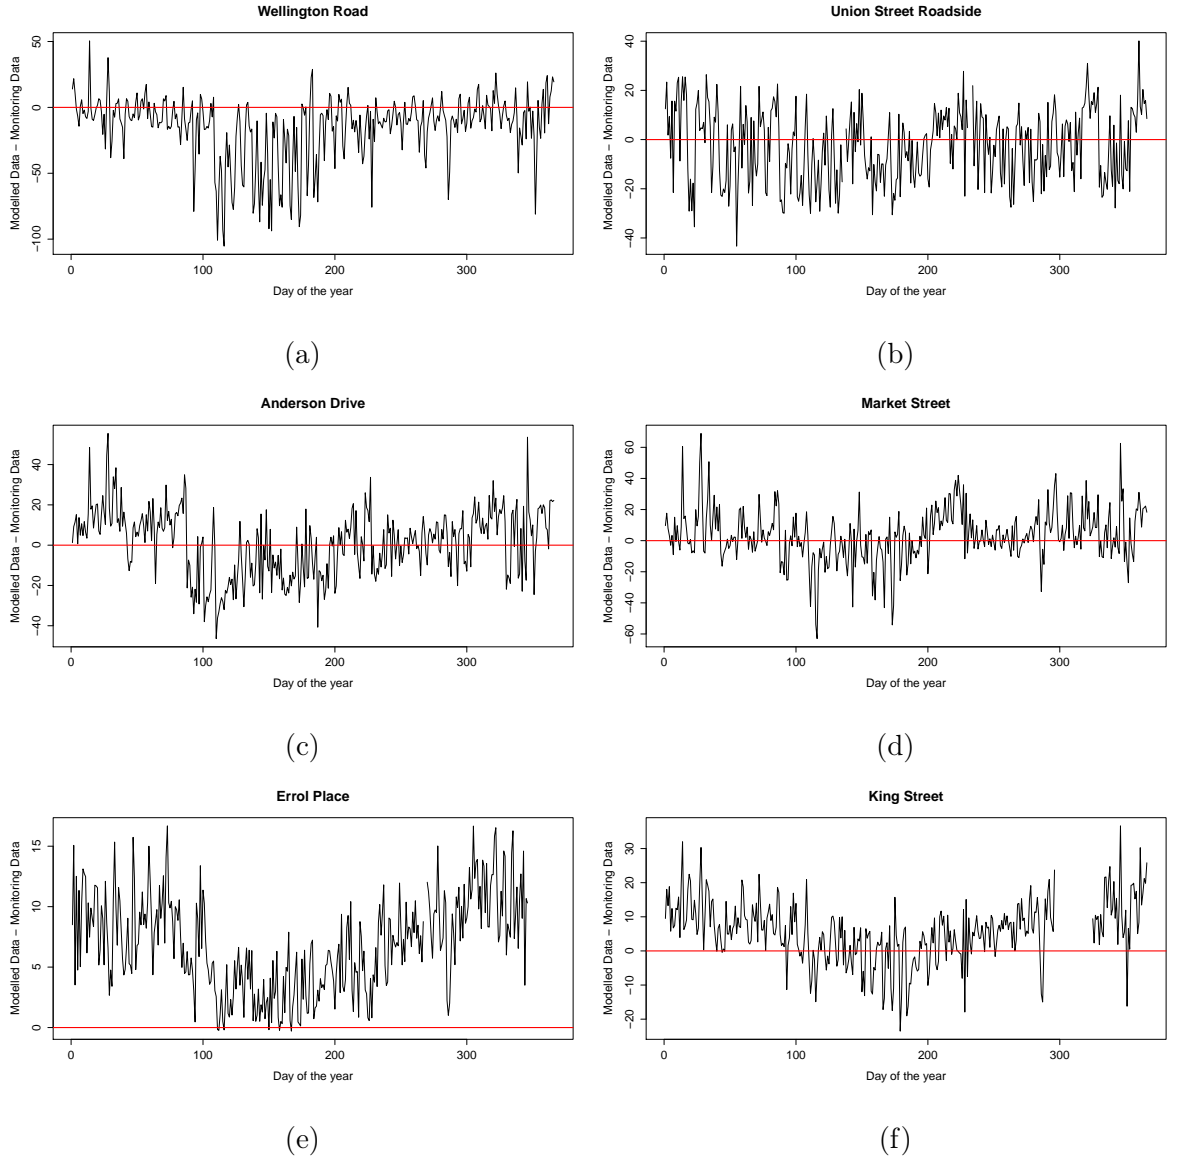 Wellington Road
Modelled Data − Monitoring Data
50
0
−50
−100
0 100 200 300
Day of the year
(a)
Union Street Roadside
Modelled Data − Monitoring Data
40
20
0
−20
−40
0 100 200 300
Day of the year
(b)
Anderson Drive
Modelled Data − Monitoring Data
40
20
0
−20
−40
0 100 200 300
Day of the year
(c)
Market Street
Modelled Data − Monitoring Data
60
40
20
0
−20
−40
−60
0 100 200 300
Day of the year
(d)
Errol Place
Modelled Data − Monitoring Data
15
10
5
0
0 100 200 300
Day of the year
(e)
King Street
Modelled Data − Monitoring Data
30
20
10
0
−10
−20
0 100 200 300
Day of the year
(f)